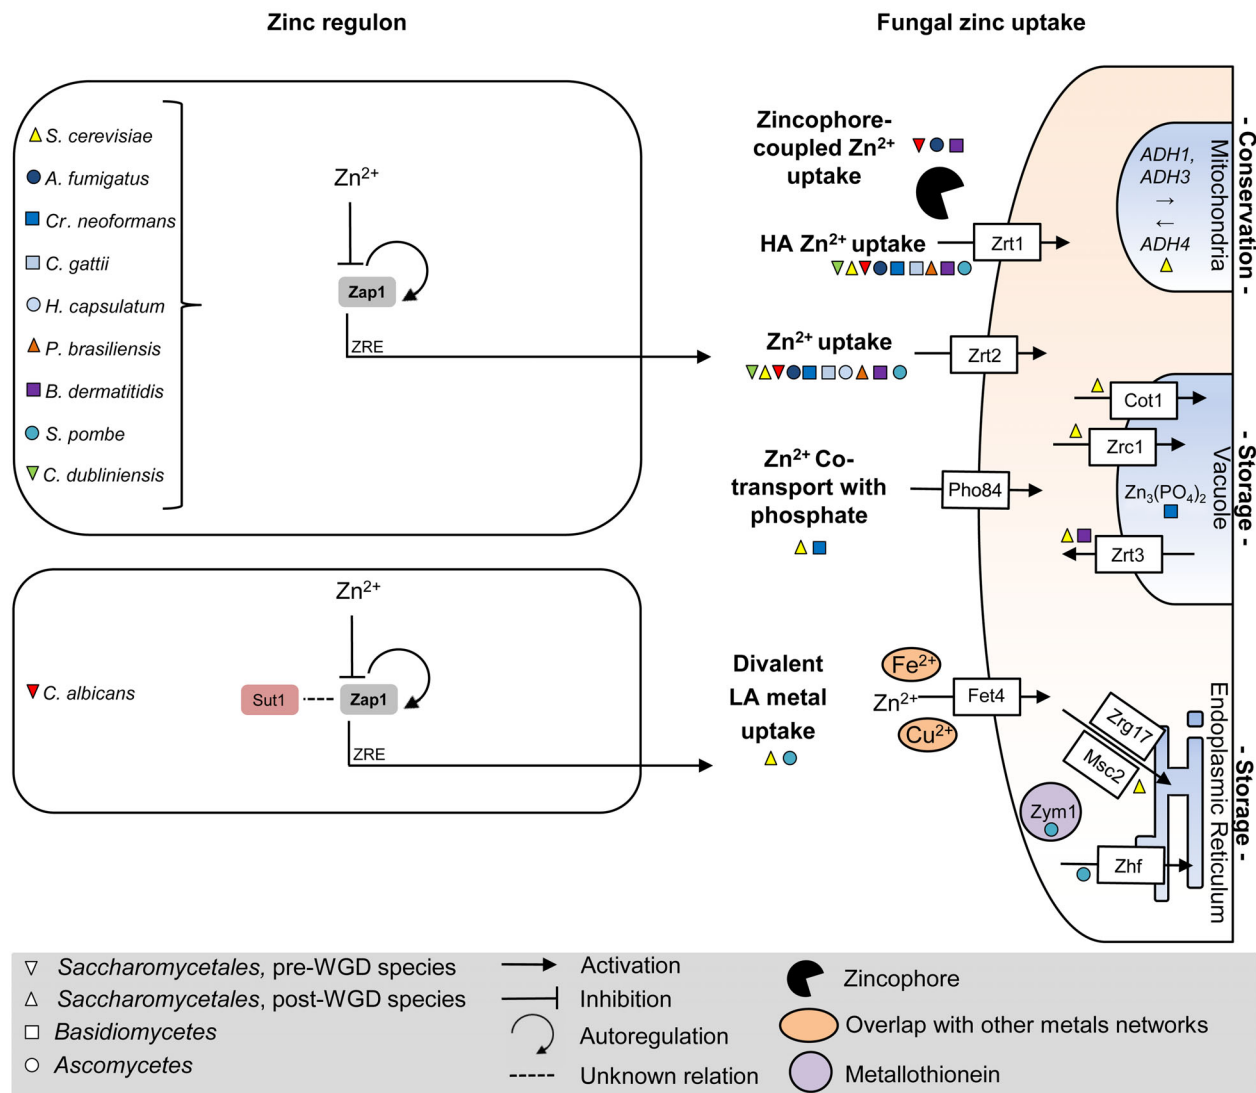 Zinc regulon
Fungal zinc uptake
S. cerevisiae
A. fumigatus
Cr. neoformans
C. gattii
H. capsulatum
P. brasiliensis
B. dermatitidis
S. pombe
C. dubliniensis
Zn²⁺
Zap1
ZRE
C. albicans
Zn²⁺
Sut1
Zap1
ZRE
Zincophore-
coupled Zn²⁺
uptake
HA Zn²⁺ uptake
Zrt1
Zn²⁺ uptake
Zrt2
Zn²⁺ Co-
transport with
phosphate
Pho84
Divalent
LA metal
uptake
Fe²⁺
Zn²⁺
Cu²⁺
Fet4
ADH1,
ADH3
→
←
ADH4
Mitochondria
- Conservation -
Cot1
Zrc1
Zn₃(PO₄)₂
Zrt3
Vacuole
- Storage -
Zrg17
Msc2
Zym1
Zhf
Endoplasmic Reticulum
- Storage -
Saccharomycetales, pre-WGD species
Saccharomycetales, post-WGD species
Basidiomycetes
Ascomycetes
Activation
Inhibition
Autoregulation
Unknown relation
Zincophore
Overlap with other metals networks
Metallothionein